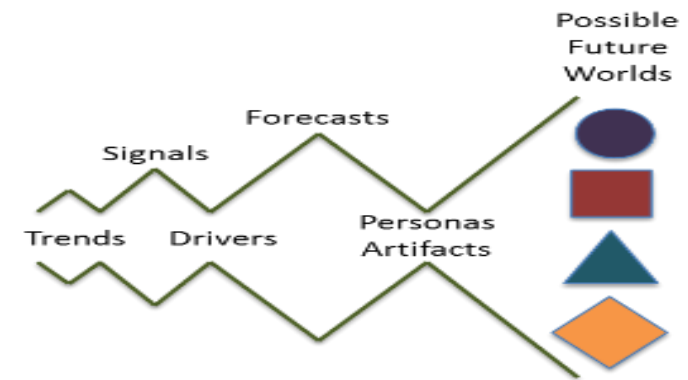 Possible
Future
Worlds
Forecasts
Signals
Trends
Drivers
Personas
Artifacts